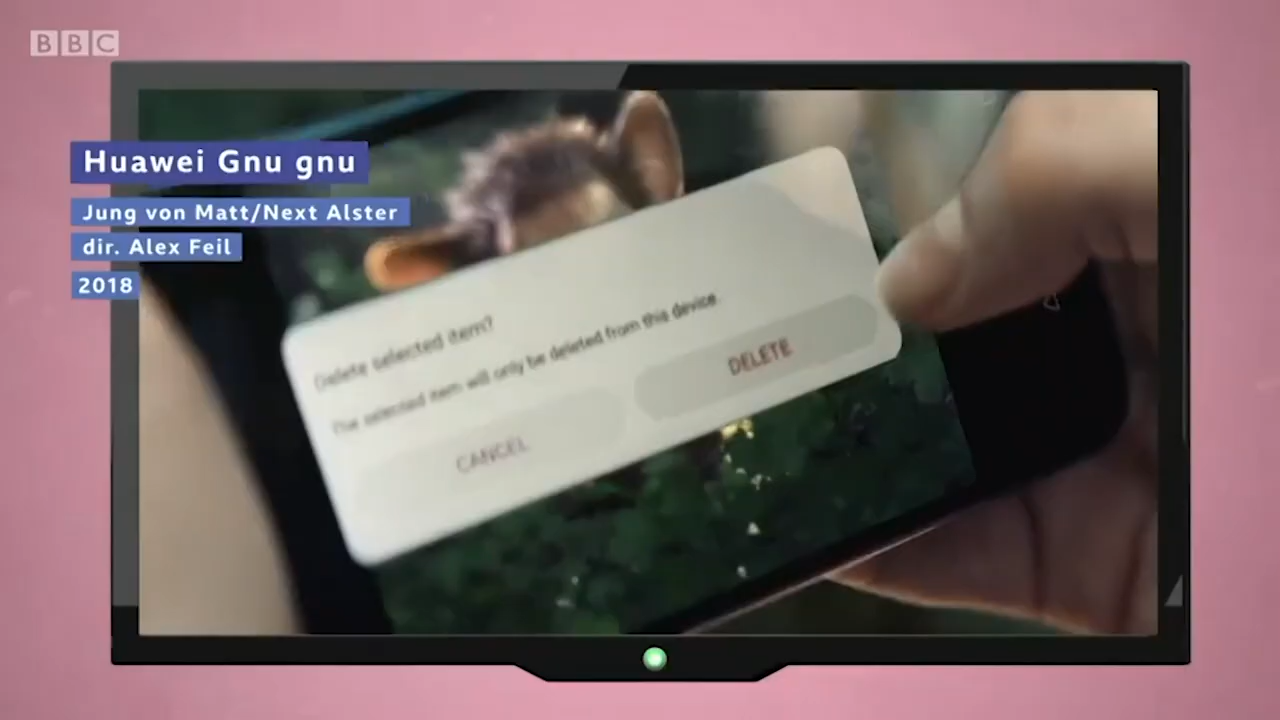 BBC
Huawei Gnu gnu
Jung von Matt/Next Alster
dir. Alex Feil
2018
Delete selected item?
The selected item will only be deleted from this device.
CANCEL
DELETE